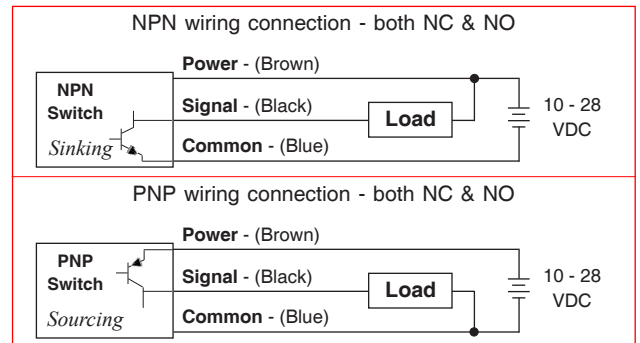 NPN wiring connection - both NC & NO
Power - (Brown)
NPN
Switch
Signal - (Black)
Load
10 - 28
VDC
Sinking
Common - (Blue)
PNP wiring connection - both NC & NO
Power - (Brown)
PNP
Switch
Signal - (Black)
Load
10 - 28
VDC
Sourcing
Common - (Blue)